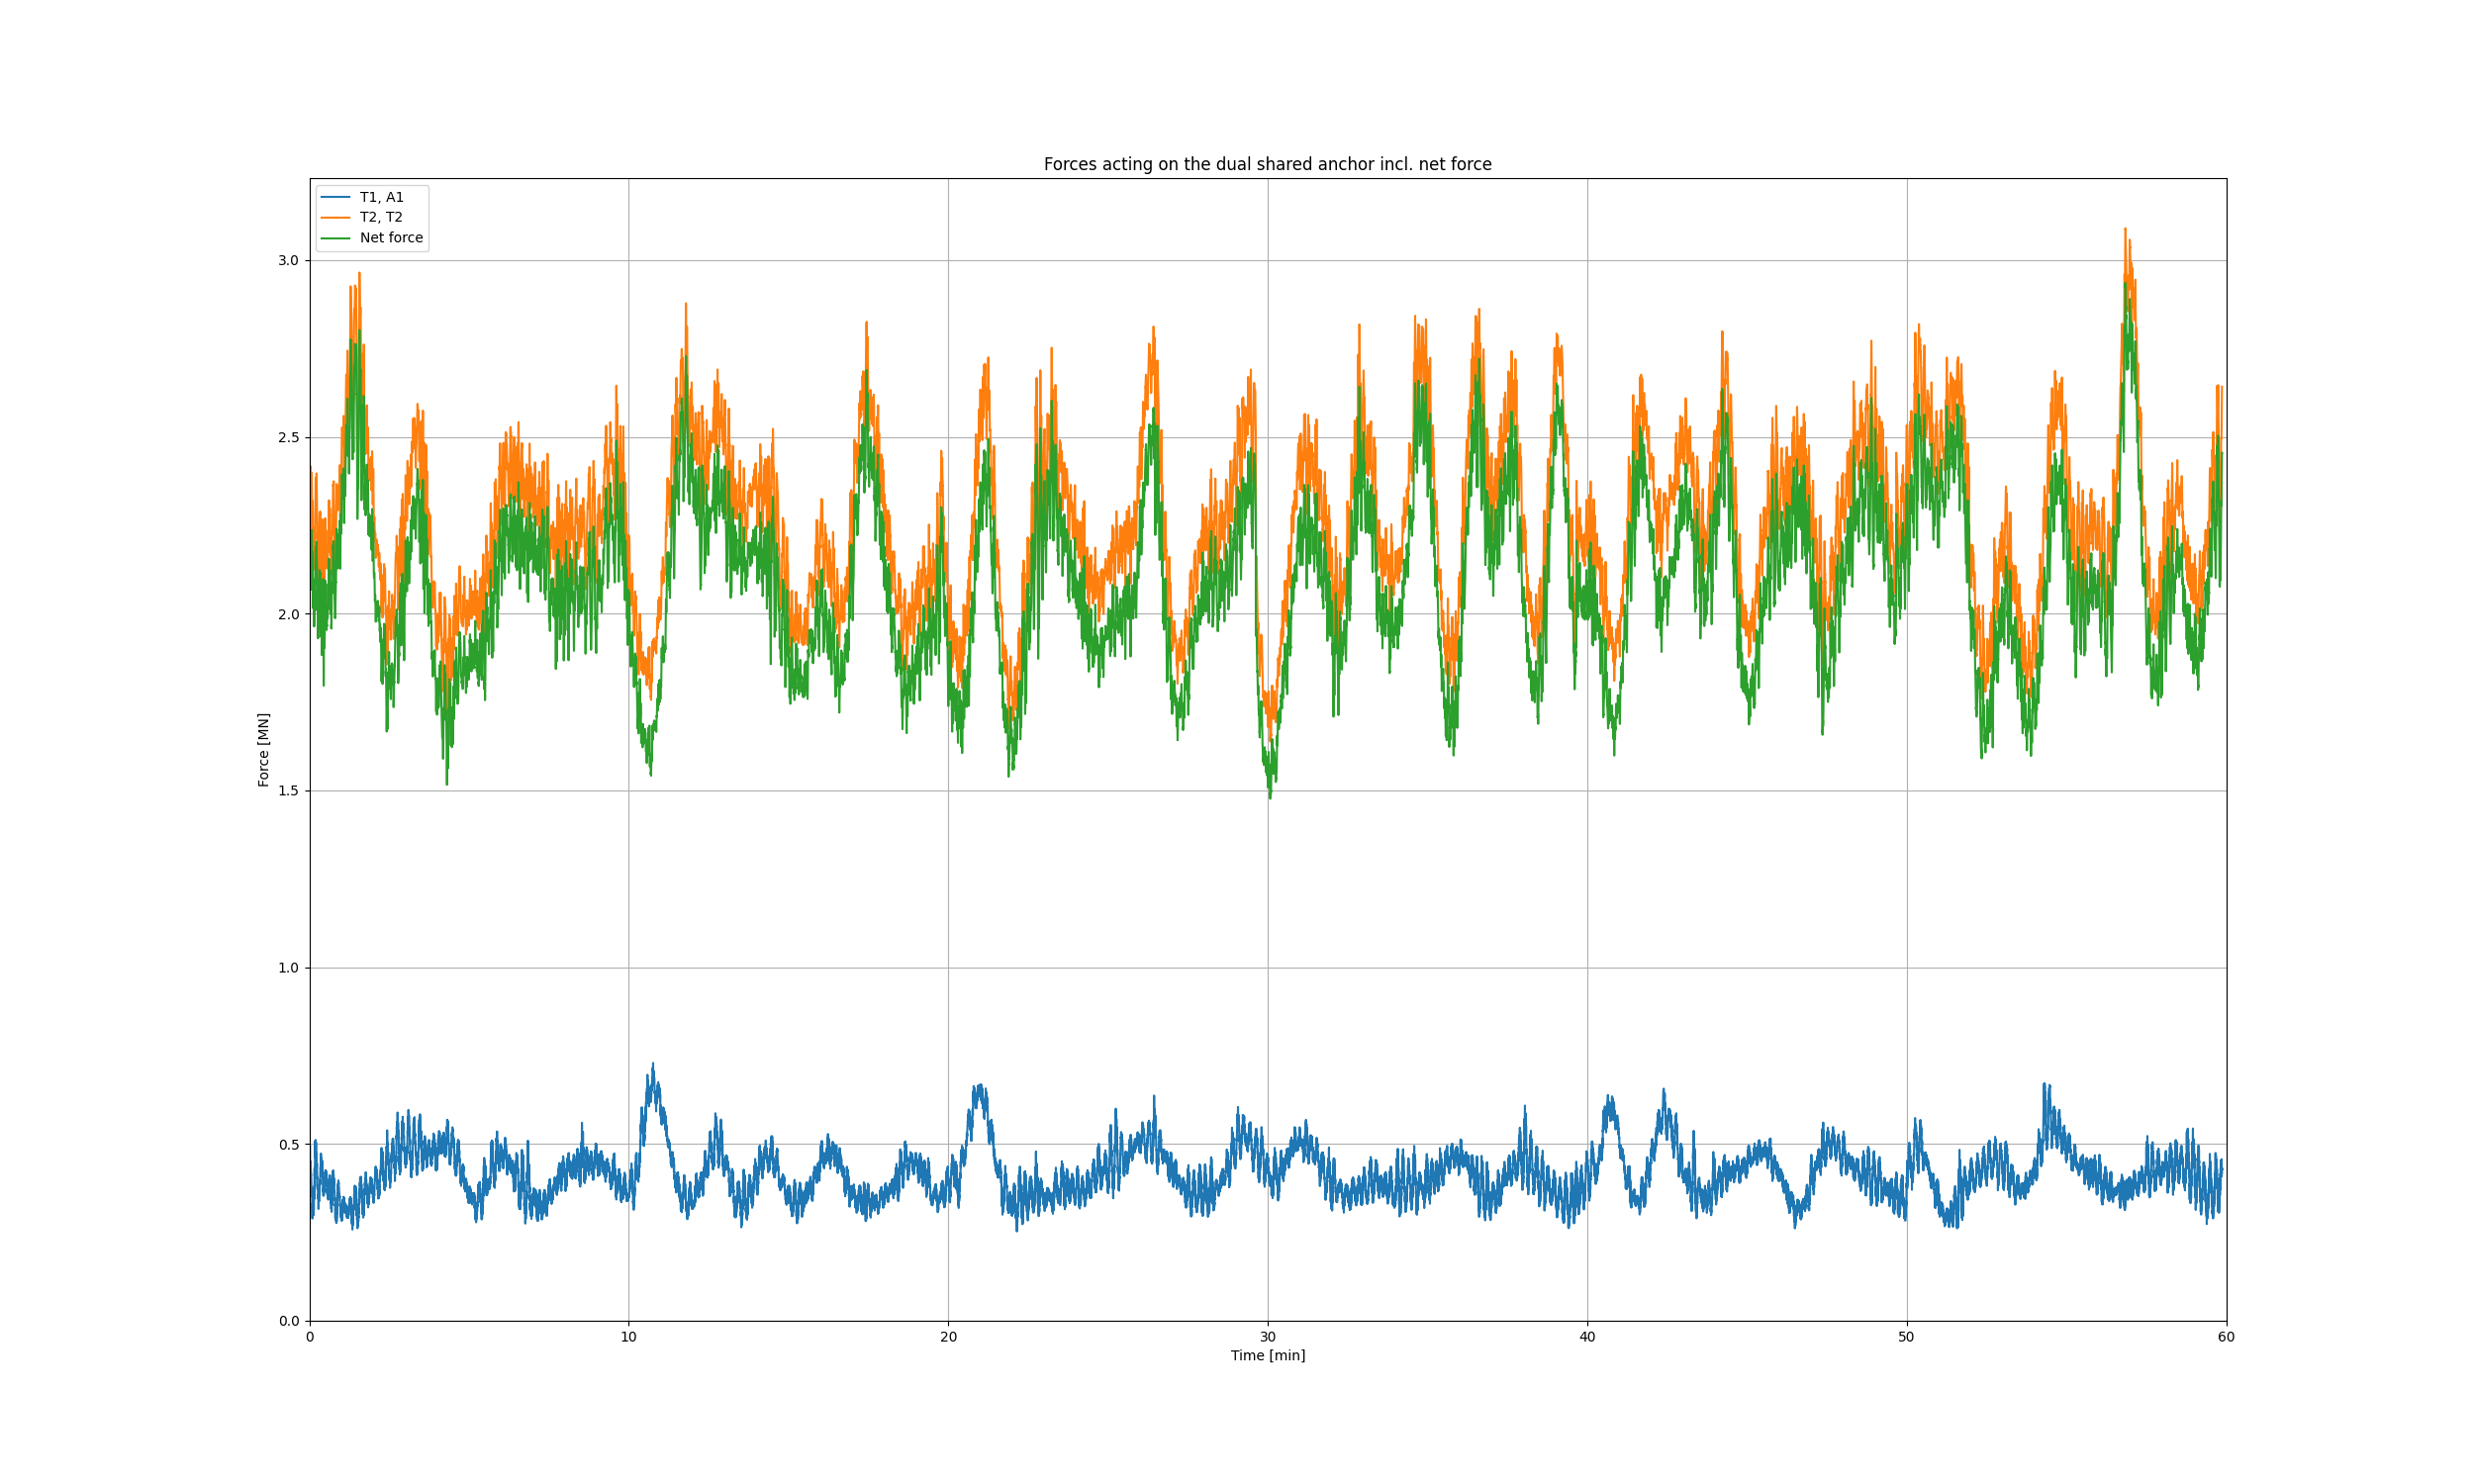 Forces acting on the dual shared anchor incl. net force
T1, A1
T2, T2
Net force
3.0
2.5
2.0
1.5
1.0
0.5
0.0
Force [MN]
0 10 20 30 40 50 60
Time [min]